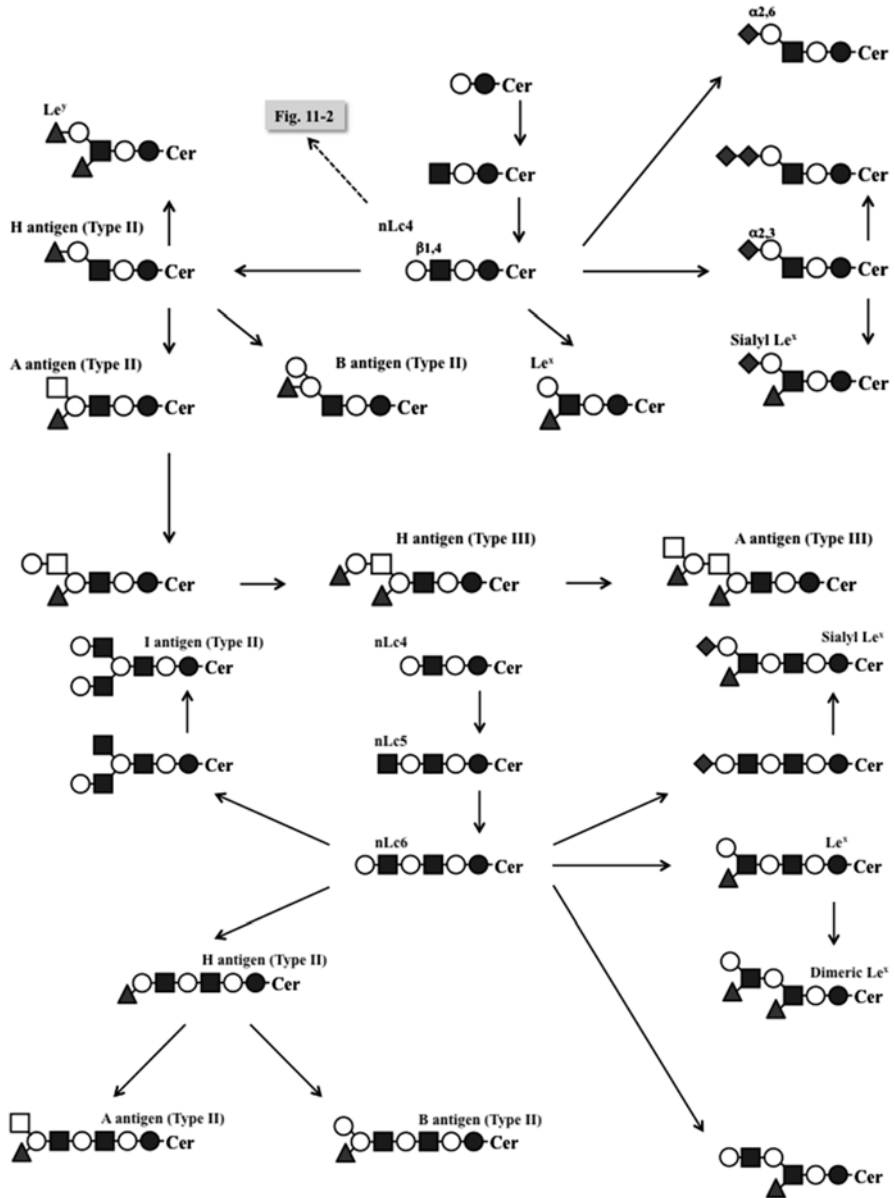 α2,6
Cer
Cer
Leʸ
Fig. 11-2
Cer
Cer
Cer
H antigen (Type II)
nLc4
α2,3
Cer
β1,4
Cer
Cer
A antigen (Type II)
B antigen (Type II)
Leˣ
Sialyl Leˣ
Cer
Cer
Cer
Cer
H antigen (Type III)
A antigen (Type III)
Cer
Cer
Cer
I antigen (Type II)
nLc4
Sialyl Leˣ
Cer
Cer
Cer
nLc5
Cer
Cer
Cer
nLc6
Leˣ
Cer
Cer
H antigen (Type II)
Cer
Dimeric Leˣ
Cer
A antigen (Type II)
B antigen (Type II)
Cer
Cer
Cer